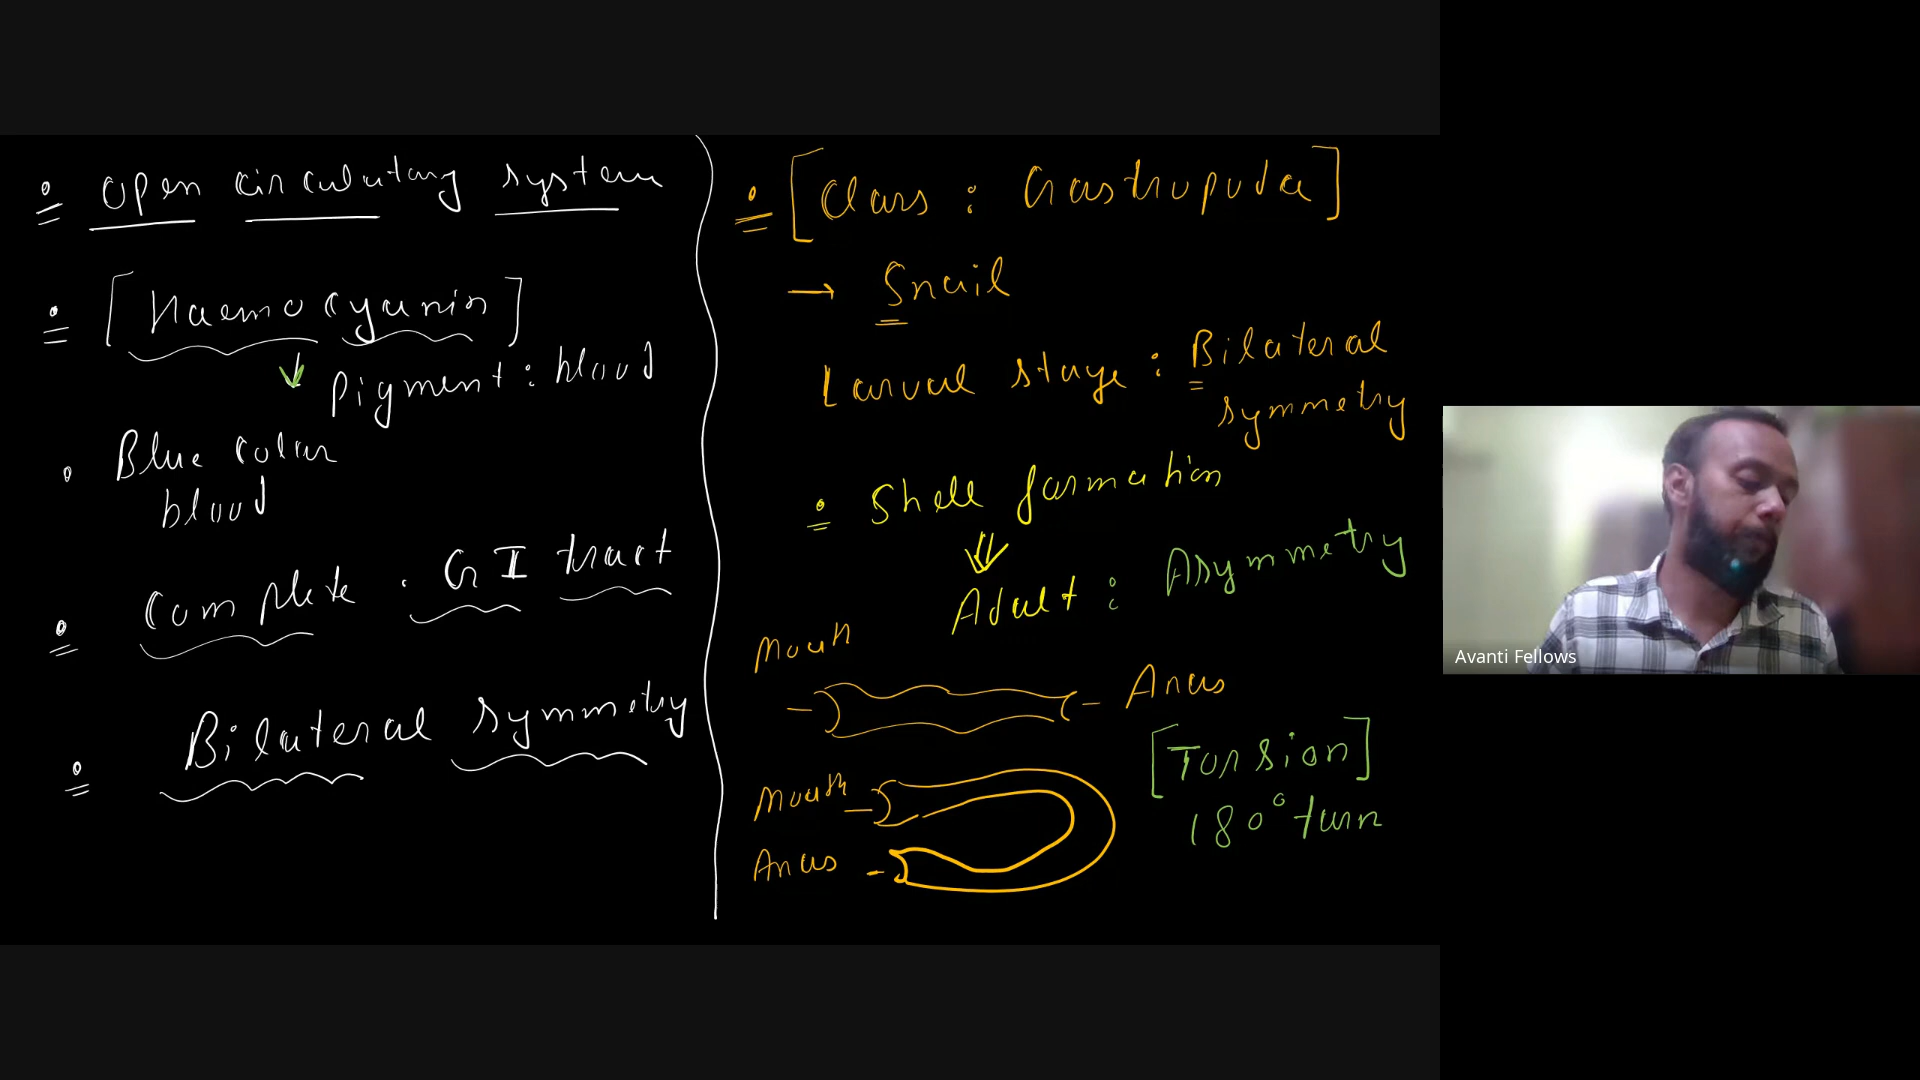 Open circulatory system
[Haemocyanin]
Pigment : blood
Blue colour
blood
Complete . GI tract
Bilateral symmetry
[Class : Gastropoda]
→ Snail
Larval stage : Bilateral
symmetry
Shell formation
Adult : Asymmetry
Mouth
Anus
[Torsion]
180° turn
Mouth
Anus
Avanti Fellows